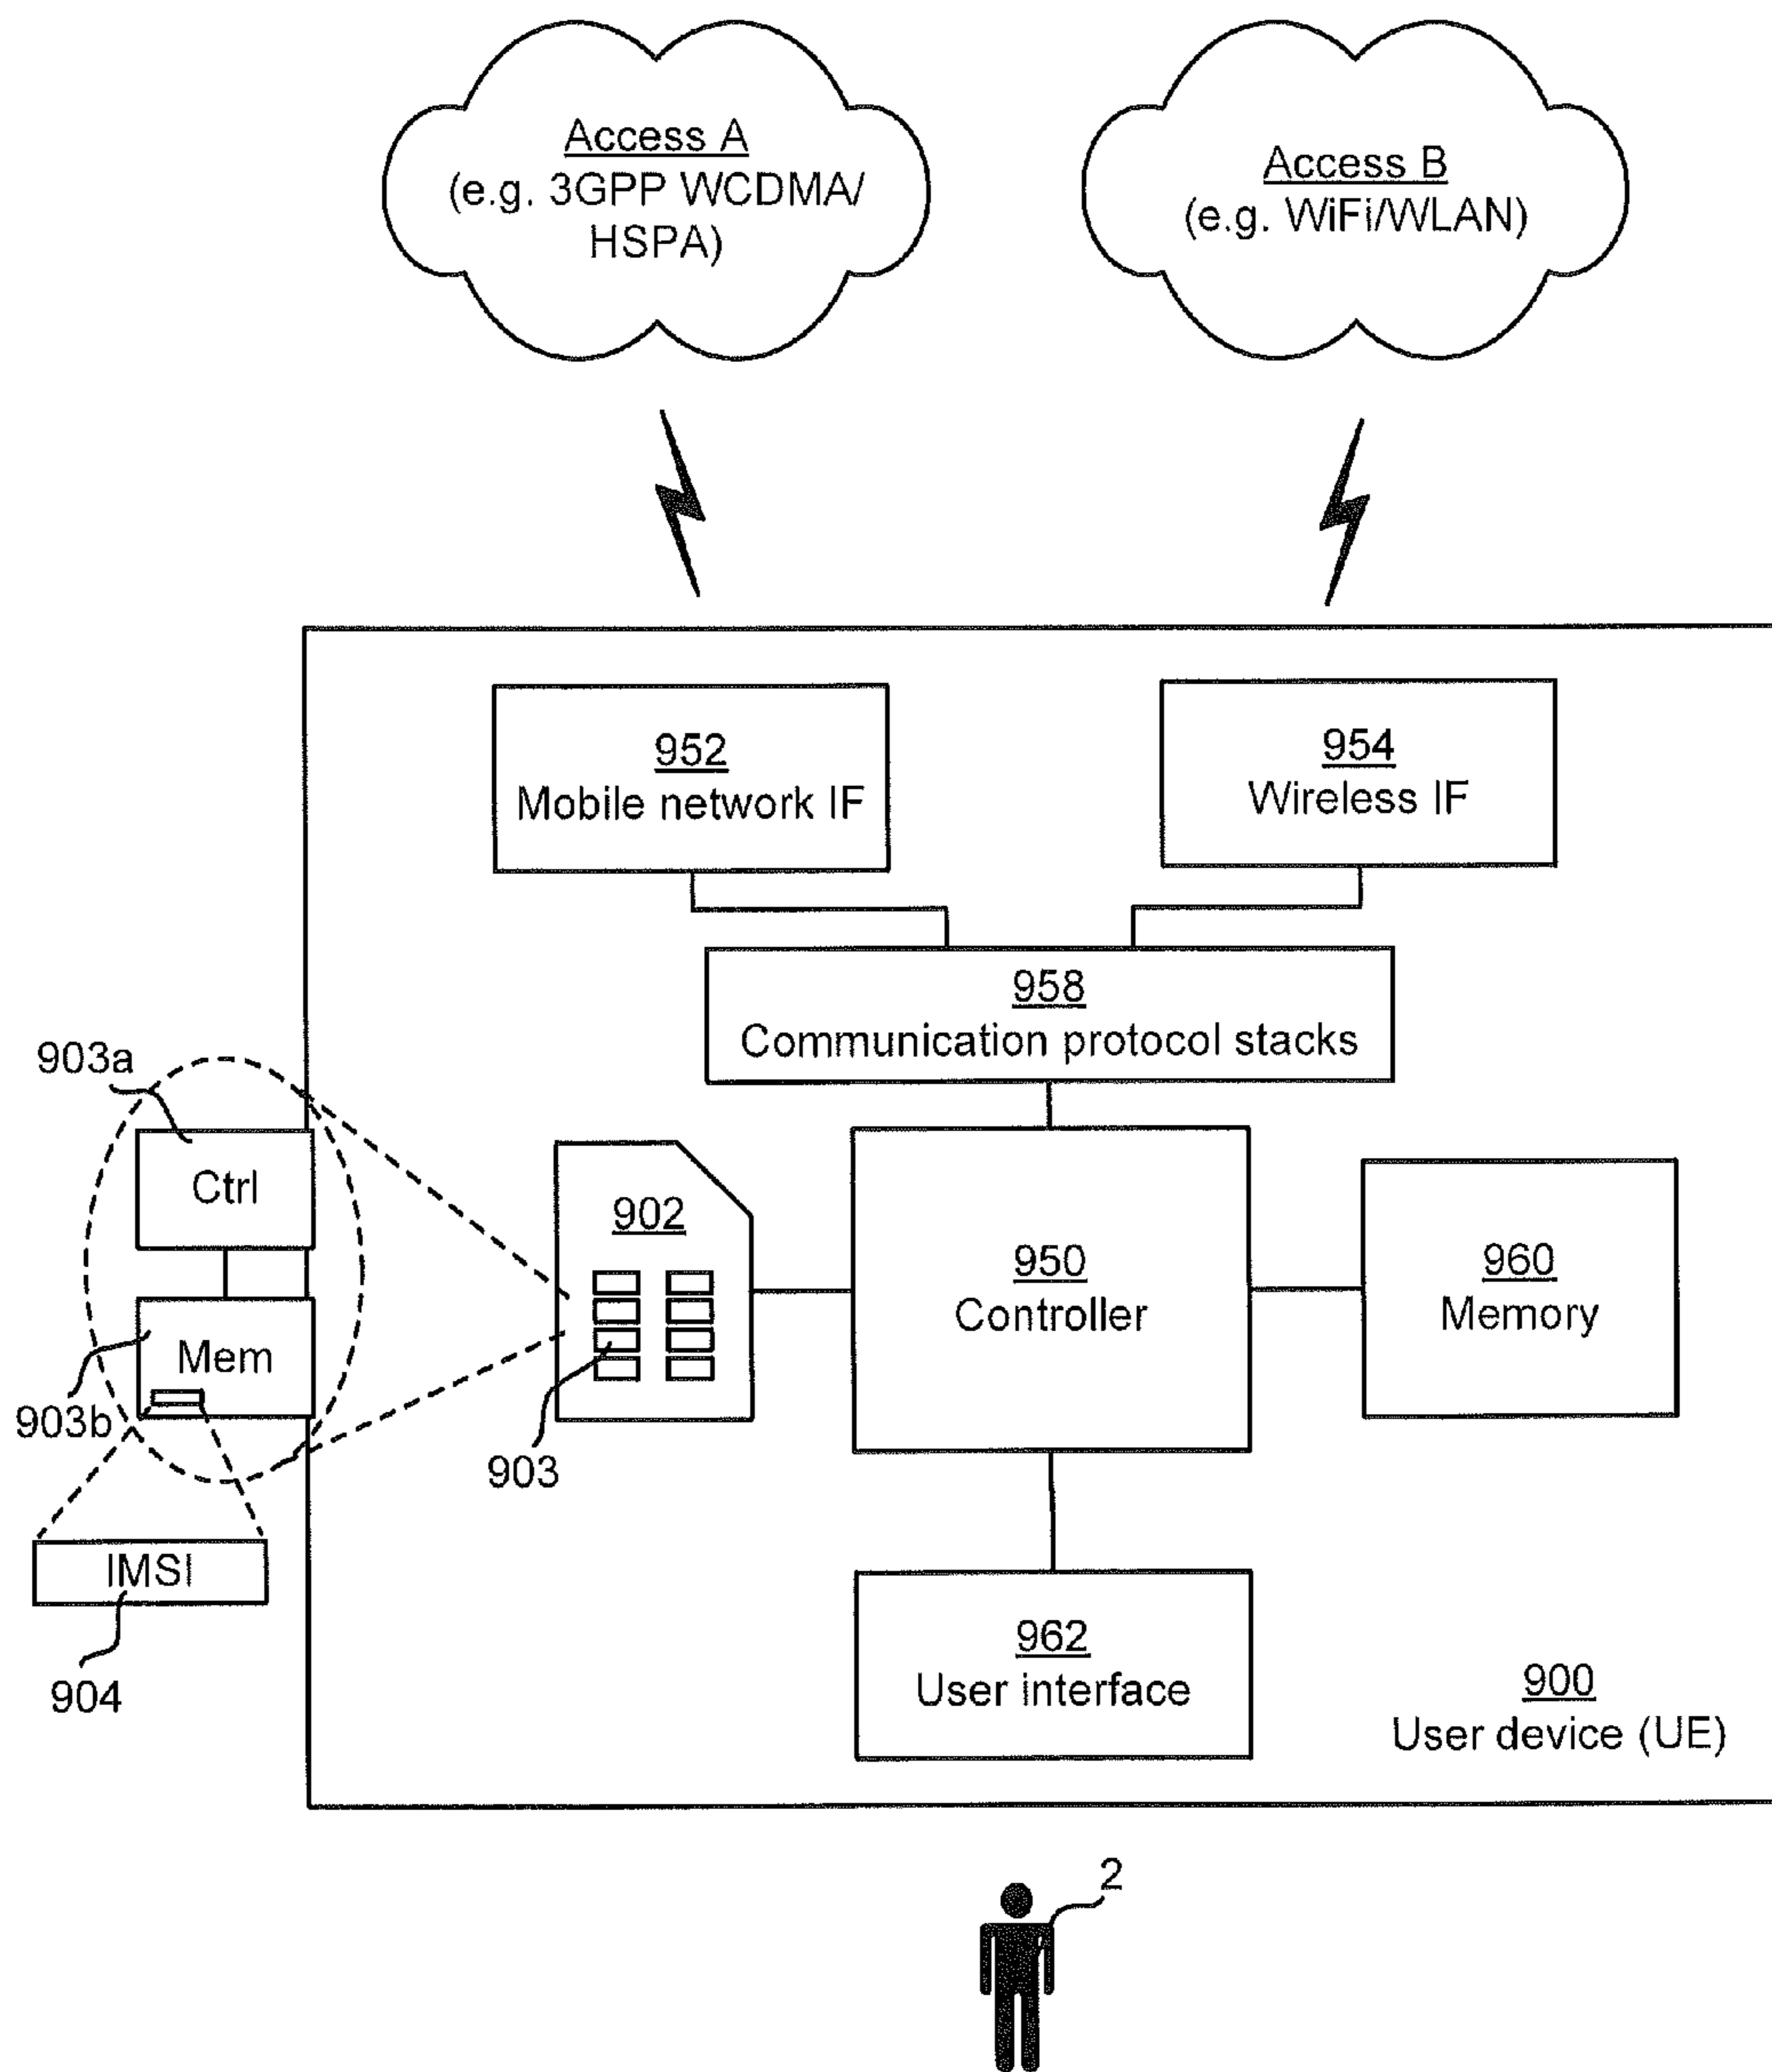 Access A
(e.g. 3GPP WCDMA/
HSPA)
Access B
(e.g. WiFi/WLAN)
952
Mobile network IF
954
Wireless IF
958
Communication protocol stacks
903a
Ctrl
902
950
Controller
960
Memory
Mem
903b
903
IMSI
904
962
User interface
900
User device (UE)
2